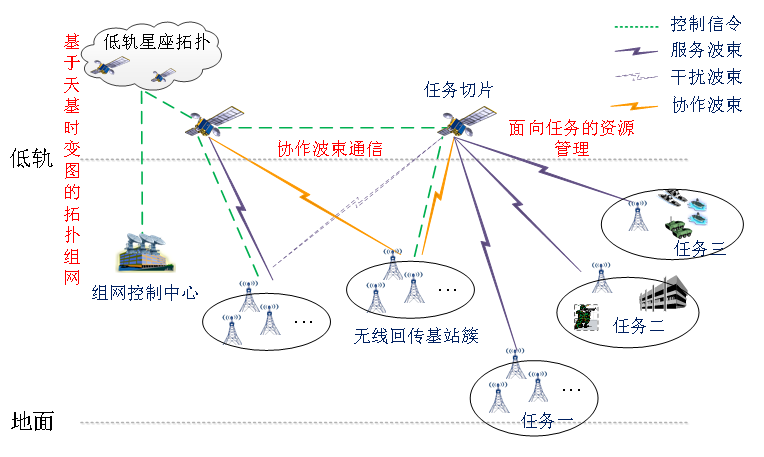 控制信令
服务波束
干扰波束
协作波束
基于天基时变图的拓扑组网
低轨星座拓扑
任务切片
面向任务的资源
管理
协作波束通信
低轨
任务三
组网控制中心
...
...
无线回传基站簇
任务二
...
任务一
地面